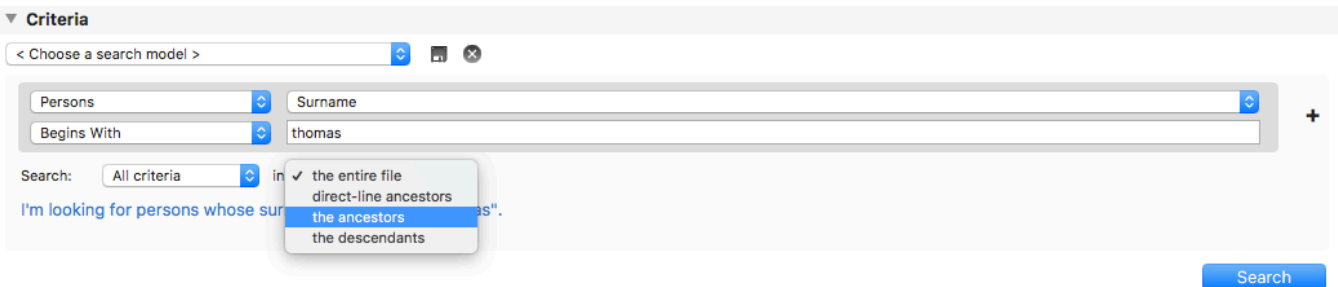 Criteria
< Choose a search model >
Persons Surname
Begins With thomas
Search: All criteria in ✓ the entire file
direct-line ancestors
I'm looking for persons whose sur the ancestors as".
the descendants
Search